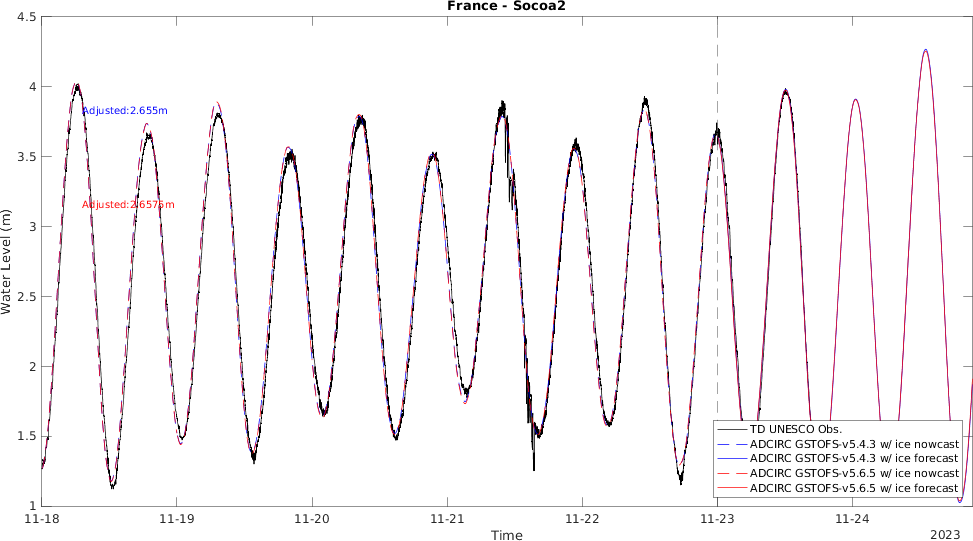 France - Socoa2
4.5
4
3.5
3
2.5
2
1.5
1
Water Level (m)
Adjusted:2.655m
Adjusted:2.6575m
TD UNESCO Obs.
ADCIRC GSTOFS-v5.4.3 w/ ice nowcast
ADCIRC GSTOFS-v5.4.3 w/ ice forecast
ADCIRC GSTOFS-v5.6.5 w/ ice nowcast
ADCIRC GSTOFS-v5.6.5 w/ ice forecast
11-18 11-19 11-20 11-21 11-22 11-23 11-24
Time
2023